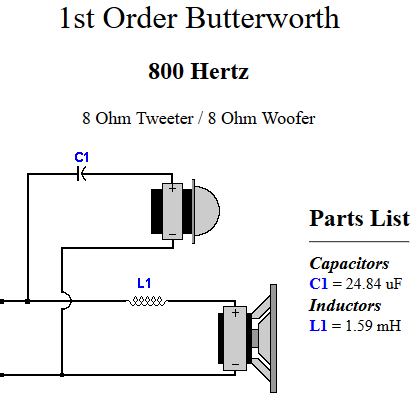 1st Order Butterworth
800 Hertz
8 Ohm Tweeter / 8 Ohm Woofer
C1
+
−
L1
+
−
Parts List
Capacitors
C1 = 24.84 uF
Inductors
L1 = 1.59 mH